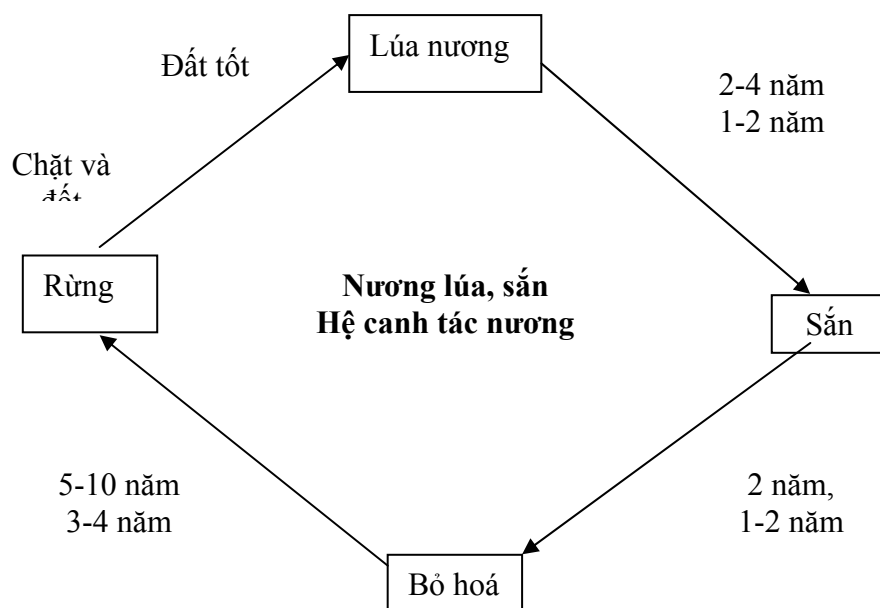 Lúa nương
Đất tốt
2-4 năm
1-2 năm
Chặt và
đốt
Rừng
Nương lúa, sắn
Hệ canh tác nương
Sắn
5-10 năm
3-4 năm
2 năm,
1-2 năm
Bỏ hoá